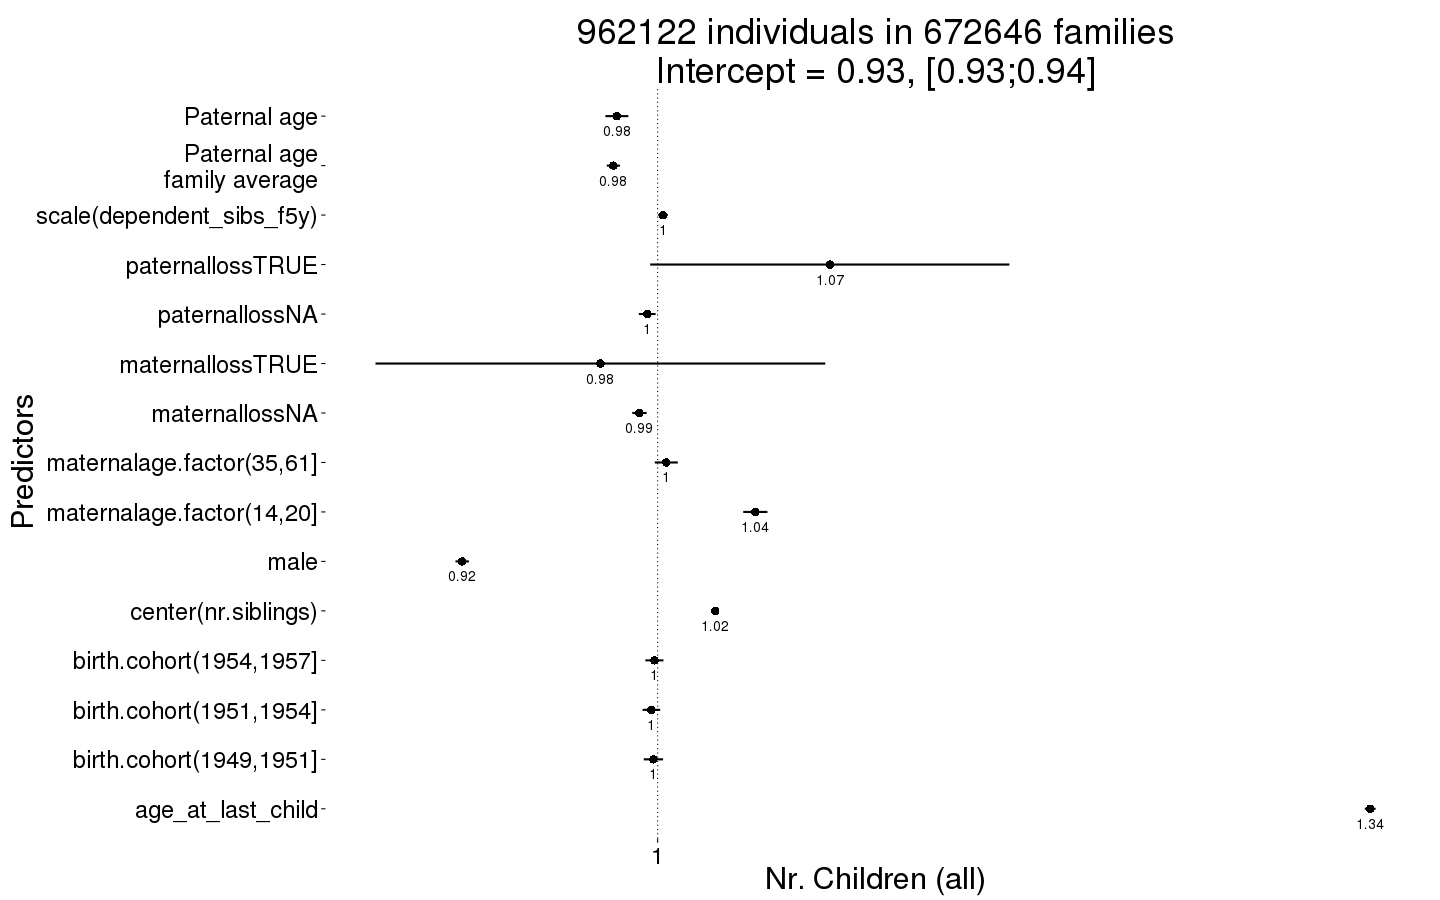 962122 individuals in 672646 families
Intercept = 0.93, [0.93;0.94]
Paternal age
0.98
Paternal age
family average
0.98
scale(dependent_sibs_f5y)
1
paternallossTRUE
1.07
paternallossNA
1
maternallossTRUE
0.98
maternallossNA
0.99
maternalage.factor(35,61]
1
maternalage.factor(14,20]
1.04
male
0.92
center(nr.siblings)
1.02
birth.cohort(1954,1957]
1
birth.cohort(1951,1954]
1
birth.cohort(1949,1951]
1
age_at_last_child
1.34
Predictors
1
Nr. Children (all)